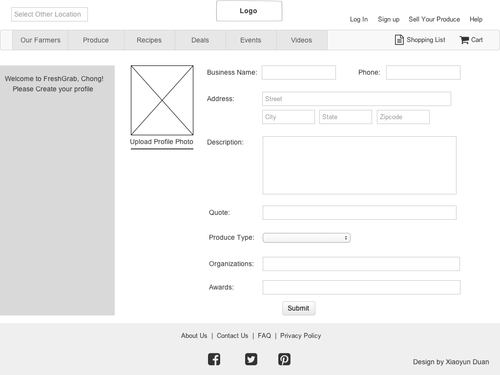 Select Other Location
Logo
Log In Sign up Sell Your Produce Help
Our Farmers Produce Recipes Deals Events Videos Shopping List Cart
Welcome to FreshGrab, Chong!
Please Create your profile
Upload Profile Photo
Business Name: Phone:
Address: Street
City State Zipcode
Description:
Quote:
Produce Type:
Organizations:
Awards:
Submit
About Us | Contact Us | FAQ | Privacy Policy
Design by Xiaoyun Duan